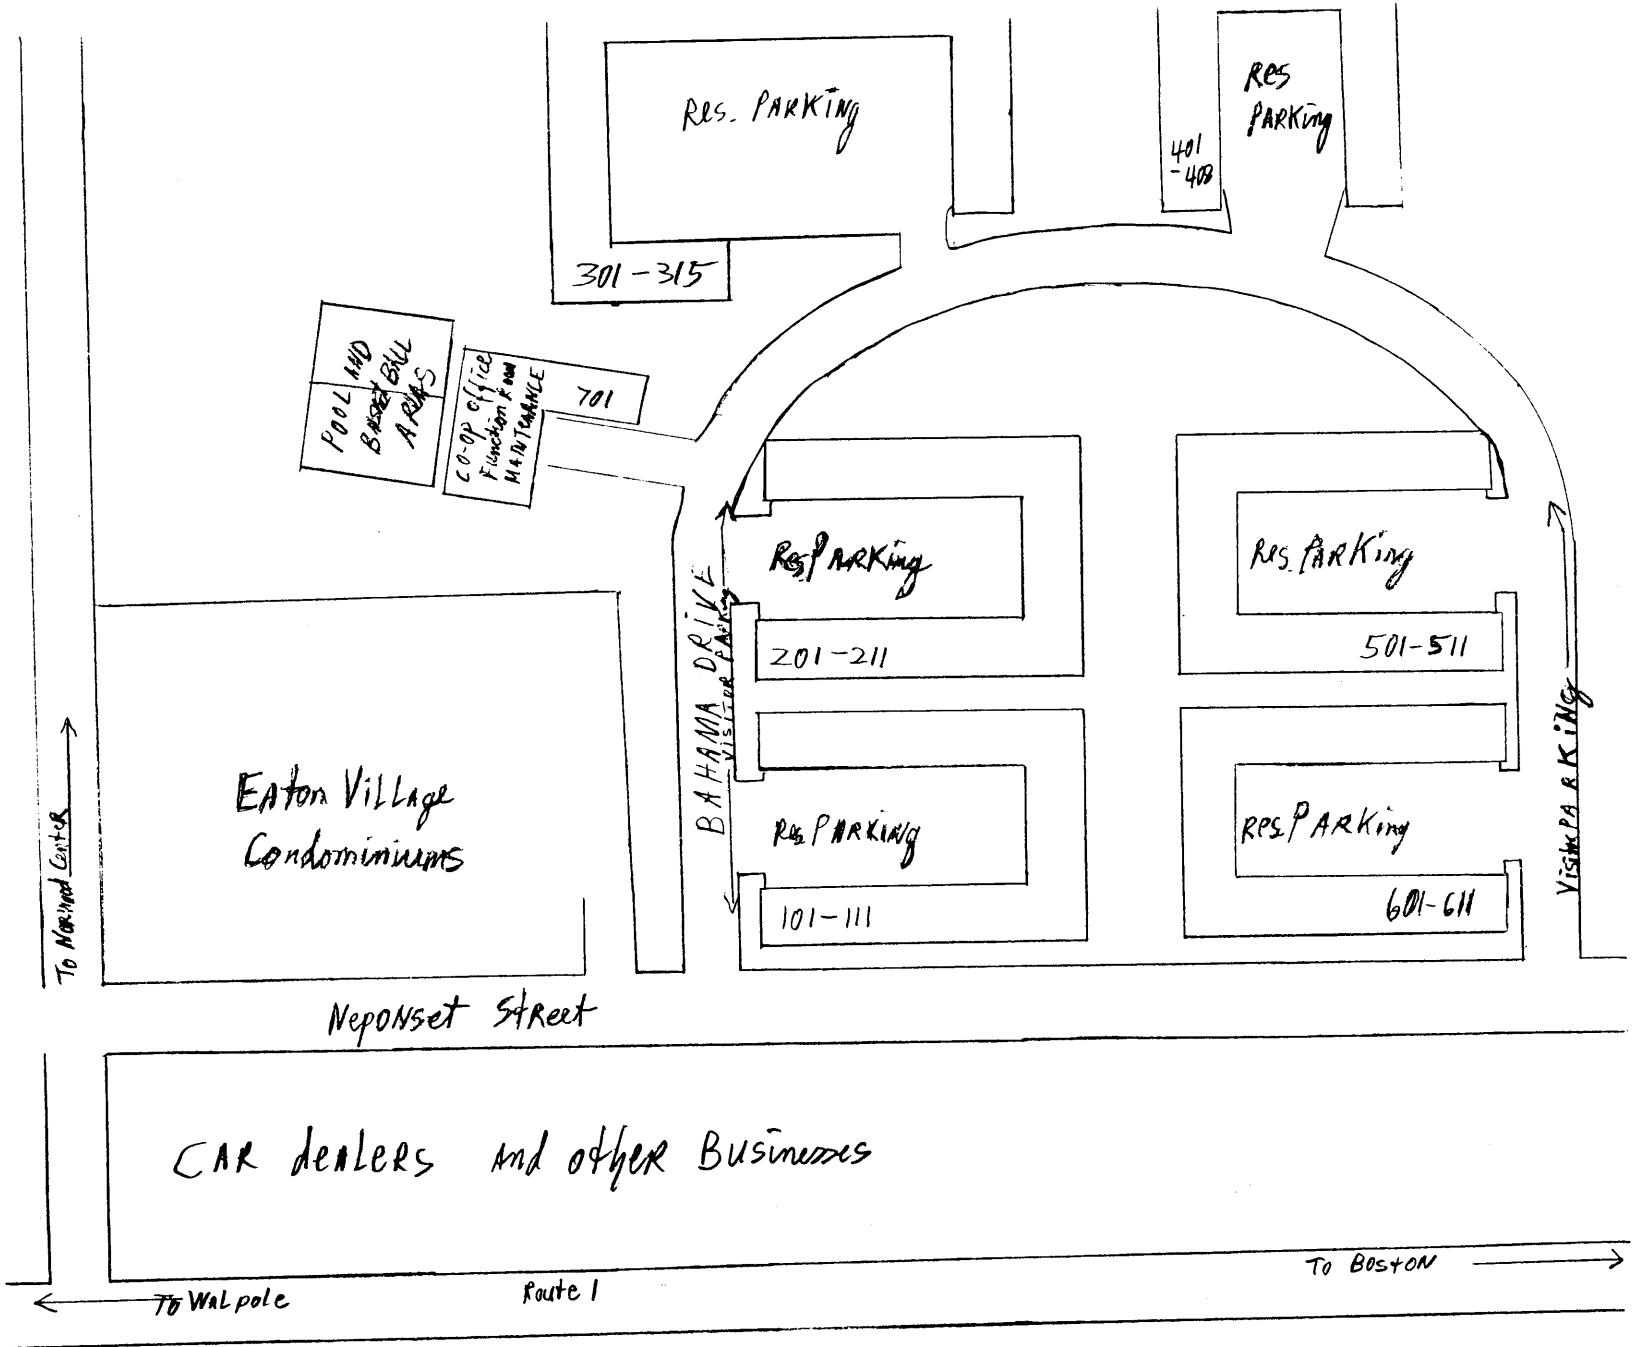 Res. PARKING
Res
PARKing
401
-408
301-315
POOL AND
BASKETBALL
AREAS
CO-OP office
Function Room
MAINTENANCE
701
Res PARKing
Res. PARKing
BAHAMA DRIVE
VISITOR PARKing
201-211
501-511
VisitorPARKING
Eaton Village
Condominiums
Res PARKING
Res. PARKing
101-111
601-611
To Norwood Center
Neponset Street
CAR deALERS and other Businesses
To Walpole
Route 1
To Boston